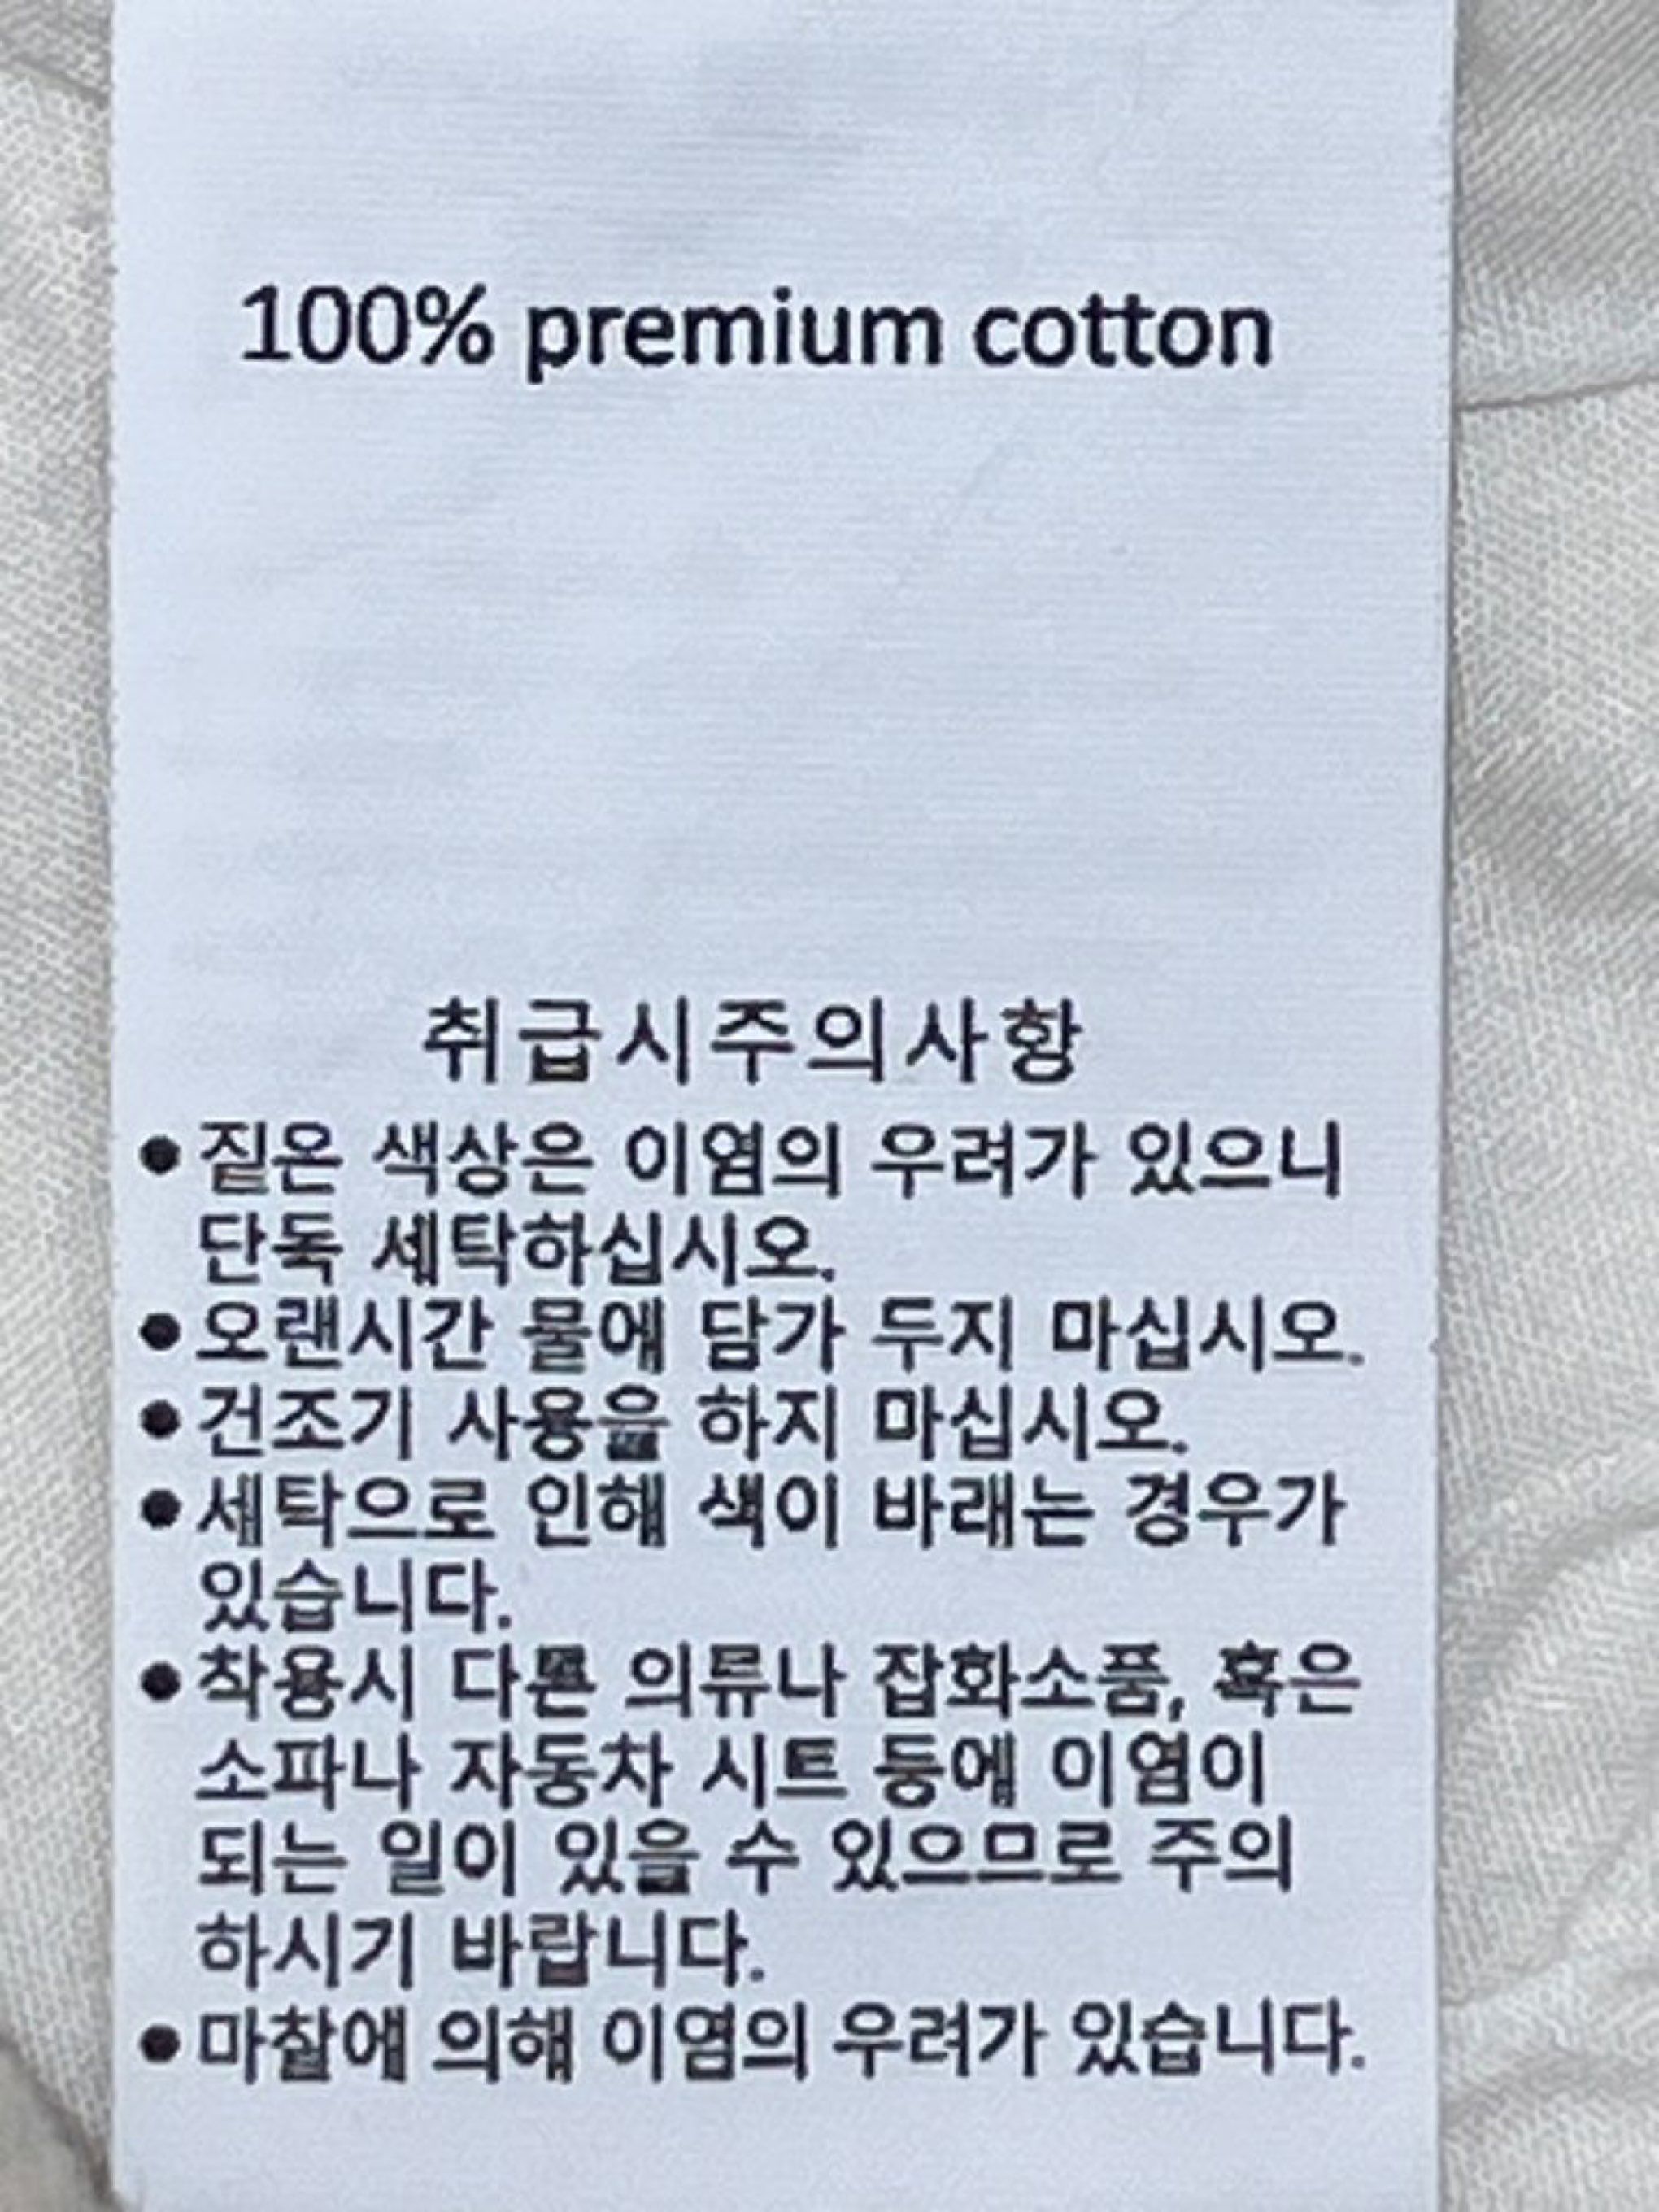 100% premium cotton
취급시주의사항
●짙온 색상은 이염의 우려가 있으니
단독 세탁하십시오.
●오랜시간 물에 담가 두지 마십시오.
●건조기 사용을 하지 마십시오.
●세탁으로 인해 색이 바래는 경우가
있습니다.
●착용시 다른 의류나 잡화소품, 혹은
소파나 자동차 시트 등에 이염이
되는 일이 있을 수 있으므로 주의
하시기 바랍니다.
●마찰에 의해 이염의 우려가 있습니다.